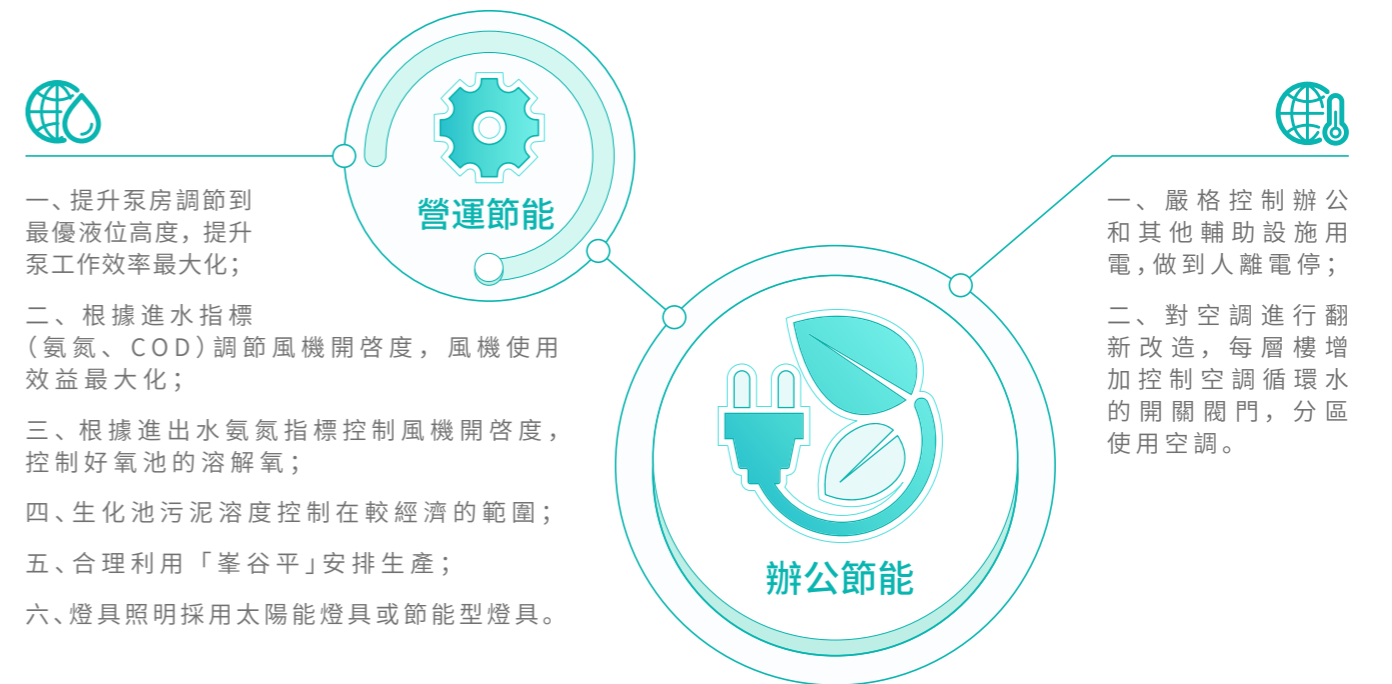 營運節能
一、提升泵房調節到
最優液位高度，提升
泵工作效率最大化；
二、根據進水指標
（氨氮、COD）調節風機開啓度，風機使用
效益最大化；
三、根據進出水氨氮指標控制風機開啓度，
控制好氧池的溶解氧；
四、生化池污泥溶度控制在較經濟的範圍；
五、合理利用「峯谷平」安排生產；
六、燈具照明採用太陽能燈具或節能型燈具。
辦公節能
一、嚴格控制辦公
和其他輔助設施用
電，做到人離電停；
二、對空調進行翻
新改造，每層樓增
加控制空調循環水
的開關閥門，分區
使用空調。